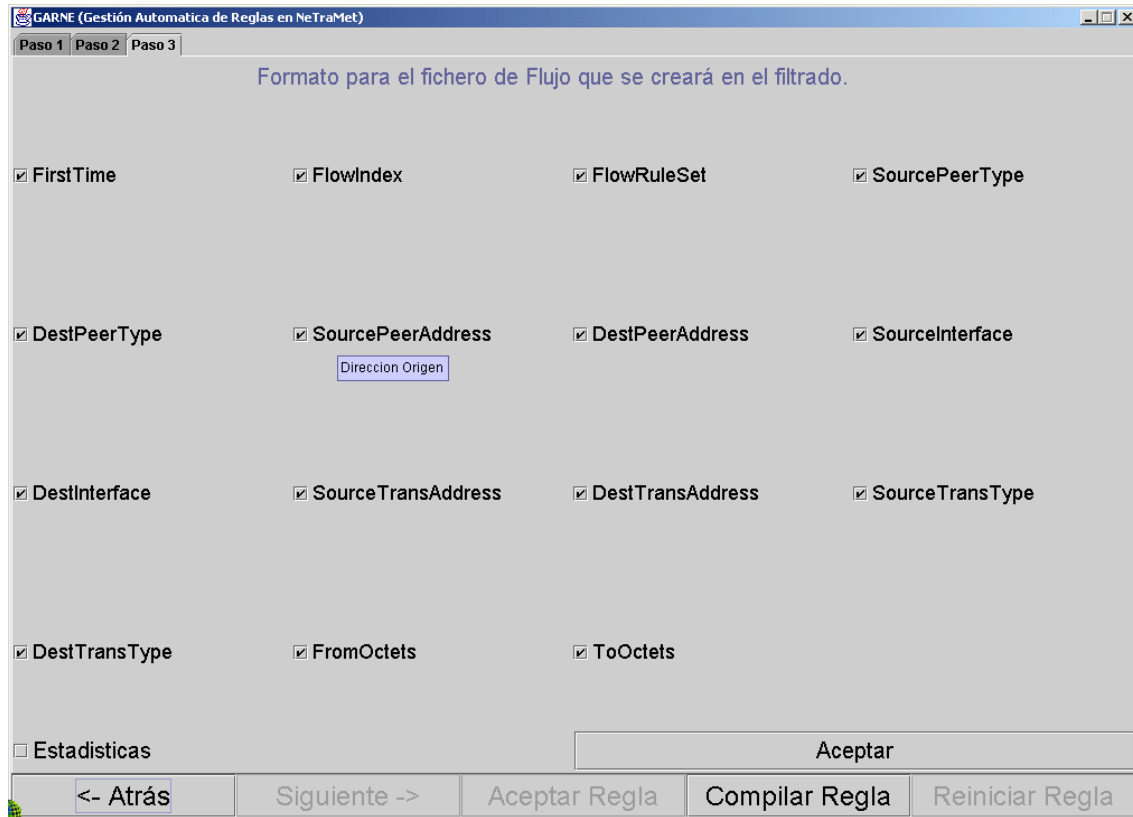 GARNE (Gestión Automatica de Reglas en NeTraMet)
Paso 1 Paso 2 Paso 3
Formato para el fichero de Flujo que se creará en el filtrado.
FirstTime FlowIndex FlowRuleSet SourcePeerType
DestPeerType SourcePeerAddress DestPeerAddress SourceInterface
Direccion Origen
DestInterface SourceTransAddress DestTransAddress SourceTransType
DestTransType FromOctets ToOctets
Estadisticas Aceptar
<- Atrás Siguiente -> Aceptar Regla Compilar Regla Reiniciar Regla